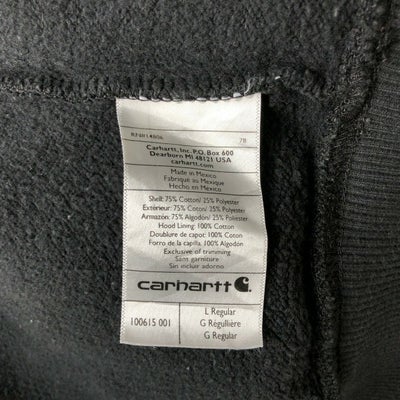 78
Carhartt, Inc. P.O. Box 600
Dearborn MI 48121 USA
carhartt.com
Made in Mexico
Fabrique au Mexique
Hecho en Mexico
Shell: 75% Cotton/ 25% Polyester
Extérieur: 75% Coton/ 25% Polyester
Armazon: 75% Algodón/ 25% Polyester
Hood Lining: 100% Cotton
Doublure de capot: 100% Coton
Forro de la capilla: 100% Algodón
Exclusive of trimming
Sans garniture
Sin incluir adorno
carhartt
100615 001
L Regular
G Régulière
G Regular